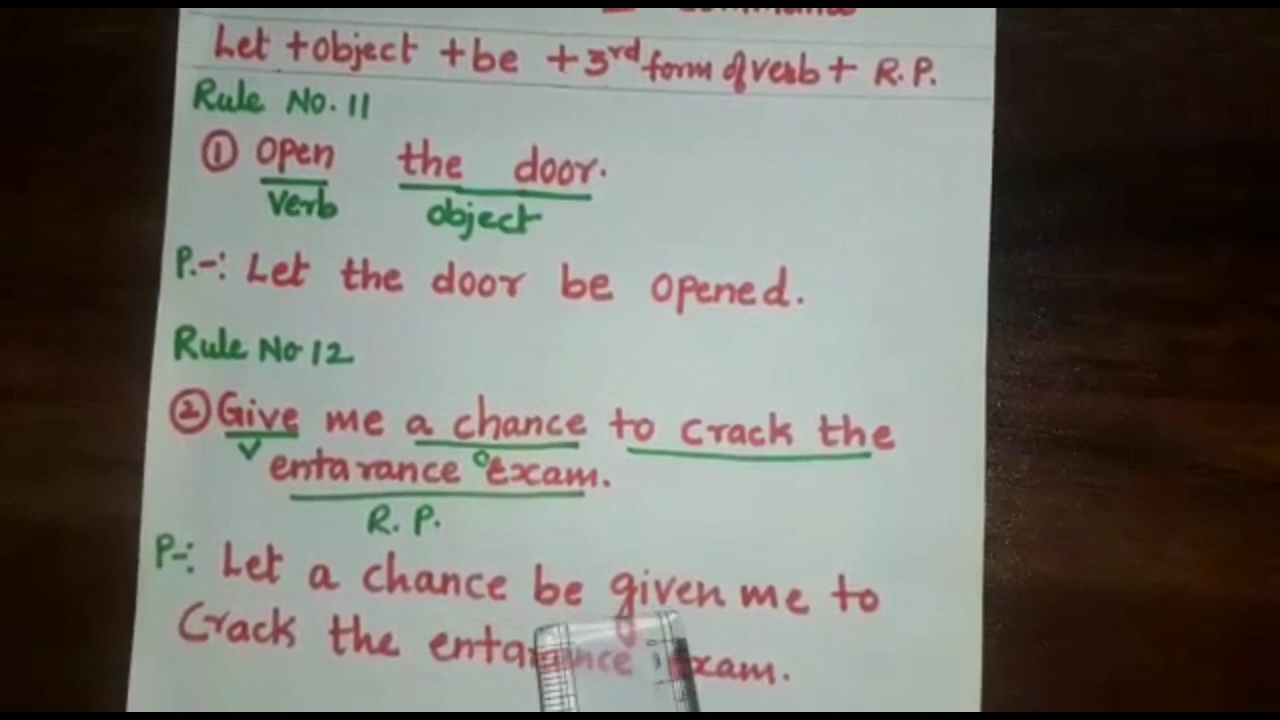 Let + object + be + 3rd form of verb + R.P.
Rule No. 11
① Open the door.
Verb object
P.-: Let the door be opened.
Rule No 12
② Give me a chance to crack the
V O
entarance exam.
R. P.
P-: Let a chance be given me to
Crack the entarance exam.